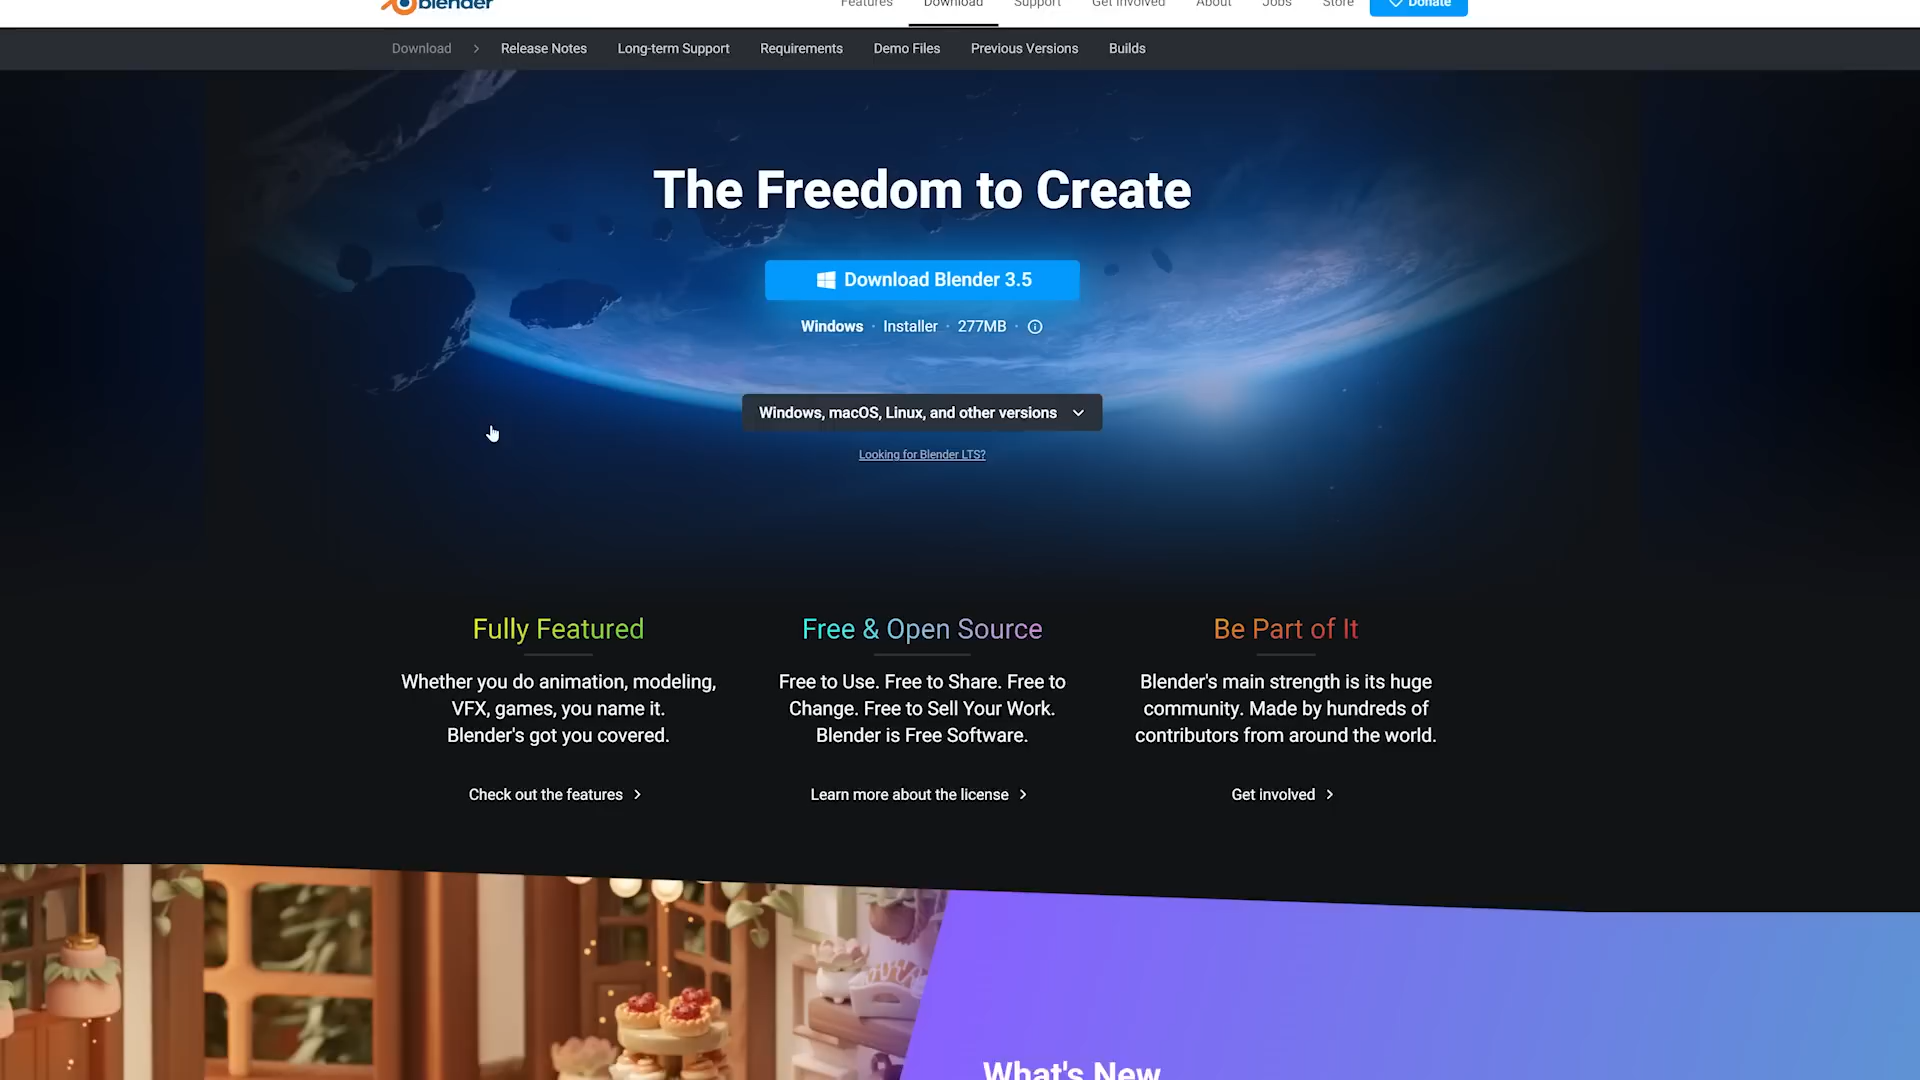 blender
Features Download Support Get Involved About Jobs Store Donate
Download Release Notes Long-term Support Requirements Demo Files Previous Versions Builds
The Freedom to Create
Download Blender 3.5
Windows · Installer · 277MB ·
Windows, macOS, Linux, and other versions
Looking for Blender LTS?
Fully Featured
Whether you do animation, modeling,
VFX, games, you name it.
Blender's got you covered.
Check out the features
Free & Open Source
Free to Use. Free to Share. Free to
Change. Free to Sell Your Work.
Blender is Free Software.
Learn more about the license
Be Part of It
Blender's main strength is its huge
community. Made by hundreds of
contributors from around the world.
Get involved
What's New